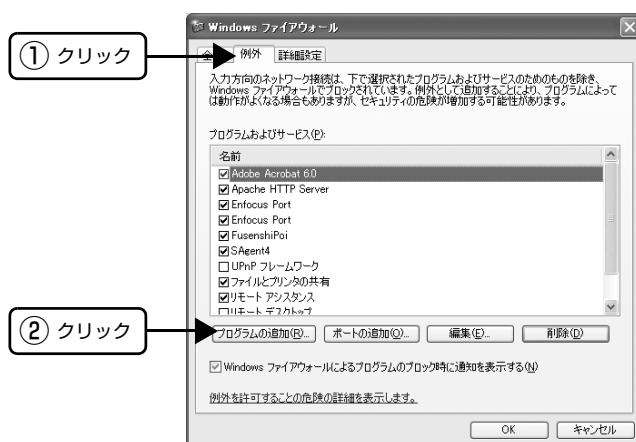 Windows ファイアウォール
① クリック
全
例外
詳細設定
入力方向のネットワーク接続は、下で選択されたプログラムおよびサービスのためのものを除き、
Windows ファイアウォールでブロックされています。例外として追加することにより、プログラムによって
は動作がよくなる場合もありますが、セキュリティの危険が増加する可能性があります。
プログラムおよびサービス(P):
名前
Adobe Acrobat 6.0
Apache HTTP Server
Enfocus Port
Enfocus Port
FusenshiPoi
SAgent4
UPnP フレームワーク
ファイルとプリンタの共有
リモート アシスタンス
リモート デスクトップ
② クリック
プログラムの追加(R)...
ポートの追加(O)...
編集(E)...
削除(D)
Windows ファイアウォールによるプログラムのブロック時に通知を表示する(N)
例外を許可することの危険の詳細を表示します。
OK
キャンセル